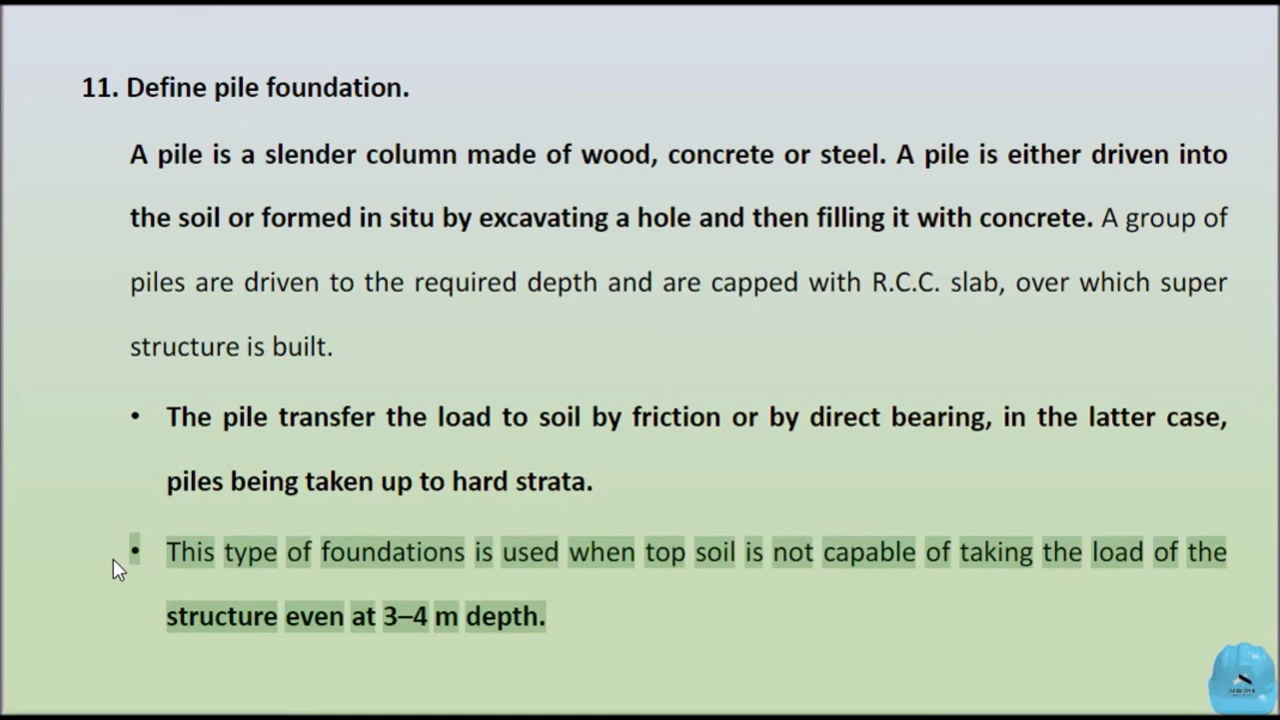 11. Define pile foundation.
A pile is a slender column made of wood, concrete or steel. A pile is either driven into
the soil or formed in situ by excavating a hole and then filling it with concrete. A group of
piles are driven to the required depth and are capped with R.C.C. slab, over which super
structure is built.
• The pile transfer the load to soil by friction or by direct bearing, in the latter case,
piles being taken up to hard strata.
• This type of foundations is used when top soil is not capable of taking the load of the
structure even at 3–4 m depth.